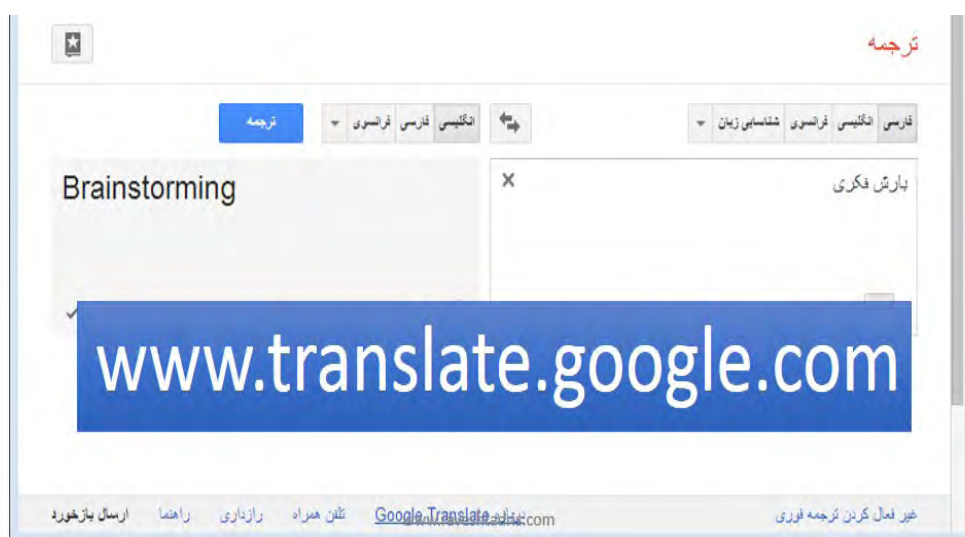 ترجمه
فارسی انگلیسی فرانسوی شناسایی زبان
انگلیسی فارسی فرانسوی
ترجمه
بارش فکری
Brainstorming
www.translate.google.com
غیر فعال کردن ترجمه فوری
Google Translate تلفن همراه رازداری راهنما ارسال بازخورد